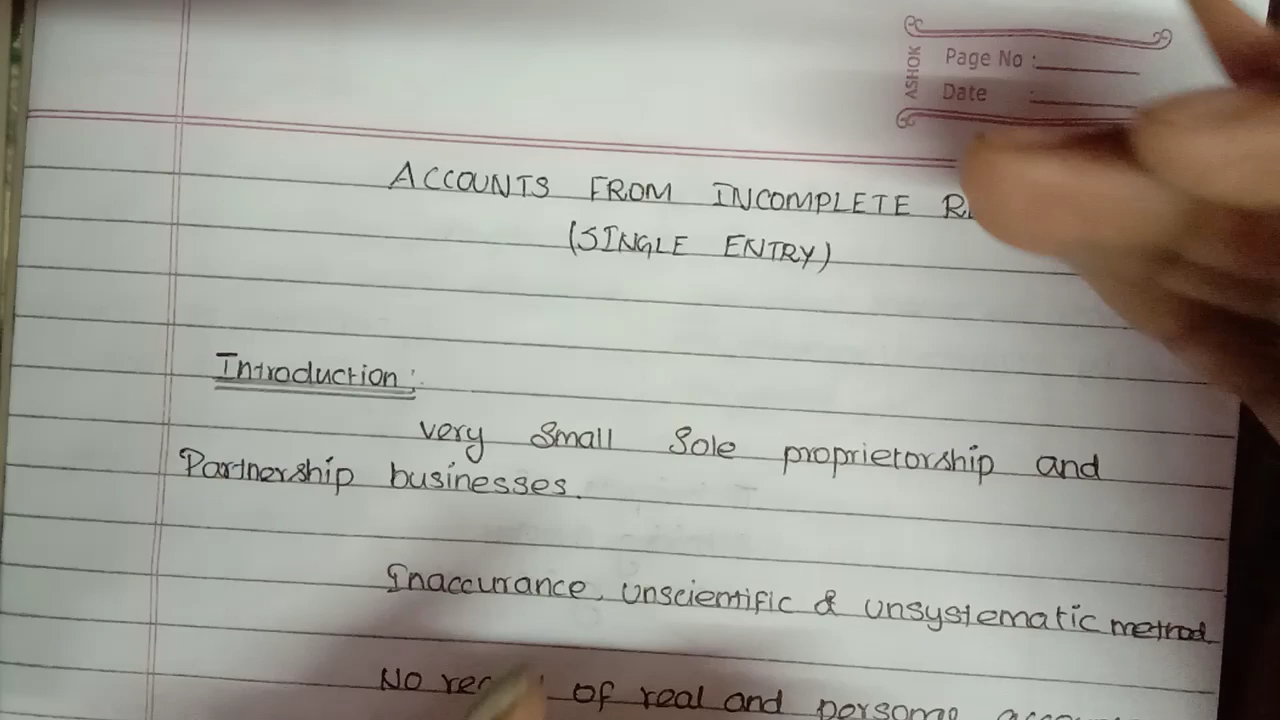 ASHOK
Page No :
Date :
ACCOUNTS FROM INCOMPLETE
(SINGLE ENTRY)
Introduction :
very small sole proprietorship and
Partnership businesses.
Inaccurance, unscientific & unsystematic method
No of real and